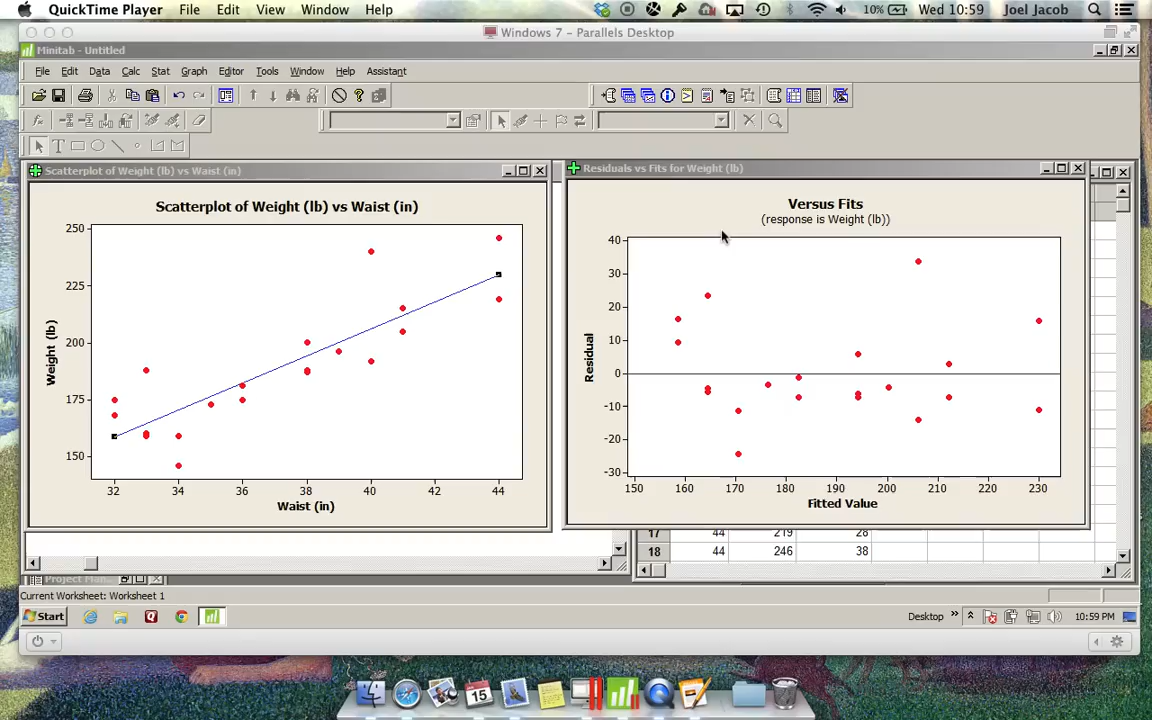 QuickTime Player File Edit View Window Help 10% Wed 10:59 Joel Jacob
Windows 7 - Parallels Desktop
Minitab - Untitled
File Edit Data Calc Stat Graph Editor Tools Window Help Assistant
Scatterplot of Weight (lb) vs Waist (in)
Scatterplot of Weight (lb) vs Waist (in)
250
225
200
175
150
Weight (lb)
32 34 36 38 40 42 44
Waist (in)
Residuals vs Fits for Weight (lb)
Versus Fits
(response is Weight (lb))
40
30
20
10
0
-10
-20
-30
Residual
150 160 170 180 190 200 210 220 230
Fitted Value
17 44 219 28
18 44 246 38
Project Man...
Current Worksheet: Worksheet 1
Start Desktop 10:59 PM
15